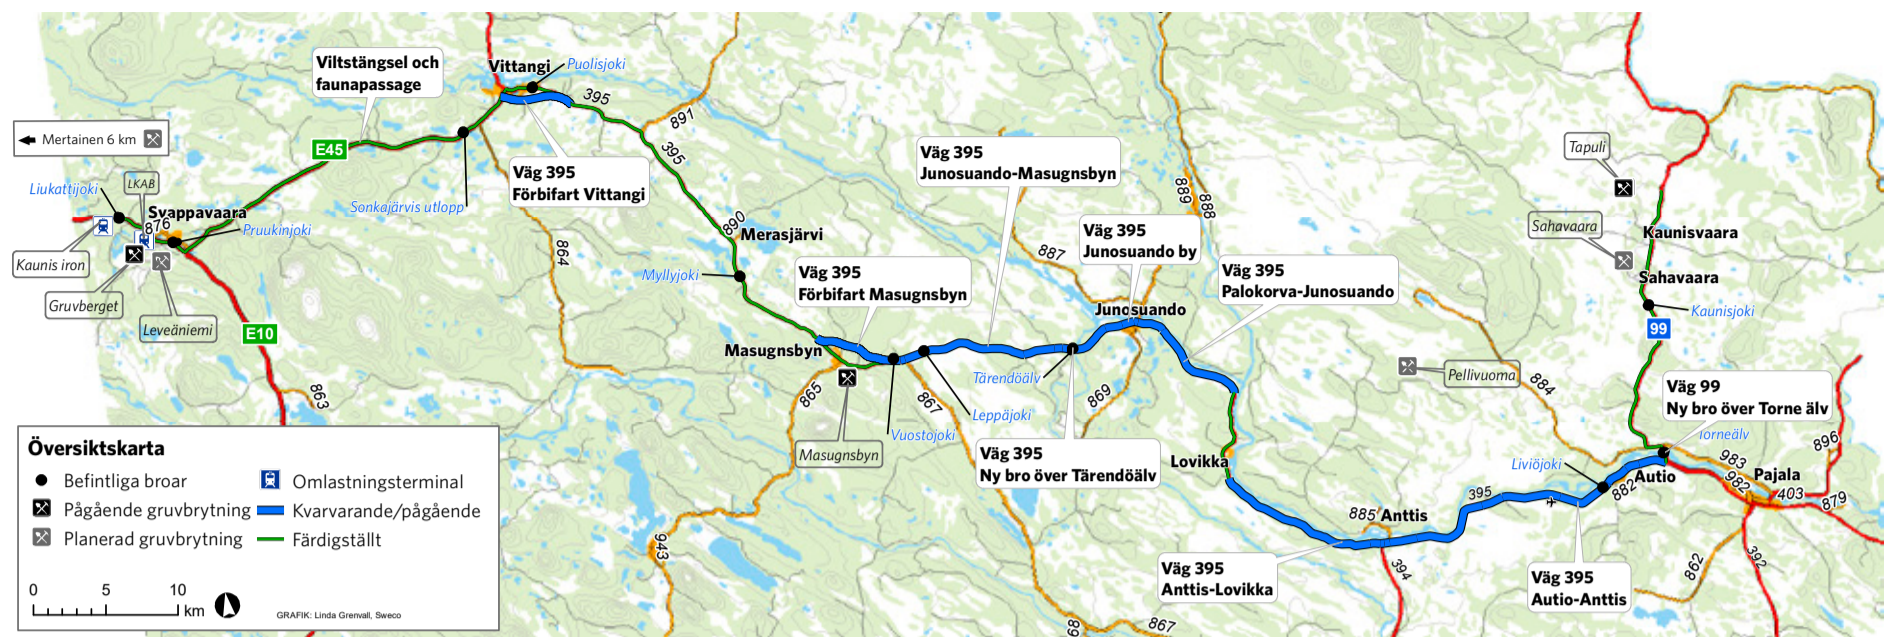 Viltstängsel och
faunapassage
Vittangi
Puolisjoki
395
891
Mertainen 6 km
E45
395
Väg 395
Förbifart Vittangi
Väg 395
Junosuando-Masugnsbyn
Tapuli
LKAB
Liukattijoki
Svappavaara
876
Pruukinjoki
Sonkajärvis utlopp
864
890
Merasjärvi
889
888
887
Väg 395
Junosuando by
Sahavaara
Kaunisvaara
Kaunis iron
Gruvberget
Leveäniemi
E10
Myllyjoki
Väg 395
Förbifart Masugnsbyn
Väg 395
Palokorva-Junosuando
Sahavaara
Kaunisjoki
99
Junosuando
Masugnsbyn
863
865
867
Tärendöälv
869
Leppäjoki
Vuostojoki
Masugnsbyn
Pellivuoma
884
Väg 99
Ny bro över Torne älv
Torneälv
896
Väg 395
Ny bro över Tärendöälv
Lovikka
Liviöjoki
882
Autio
983
982
Pajala
403
879
395
885
Anttis
394
943
862
392
Väg 395
Anttis-Lovikka
Väg 395
Autio-Anttis
867
68
Översiktskarta
Befintliga broar
Pågående gruvbrytning
Planerad gruvbrytning
Omlastningsterminal
Kvarvarande/pågående
Färdigställt
0 5 10
km
GRAFIK: Linda Grenvall, Sweco